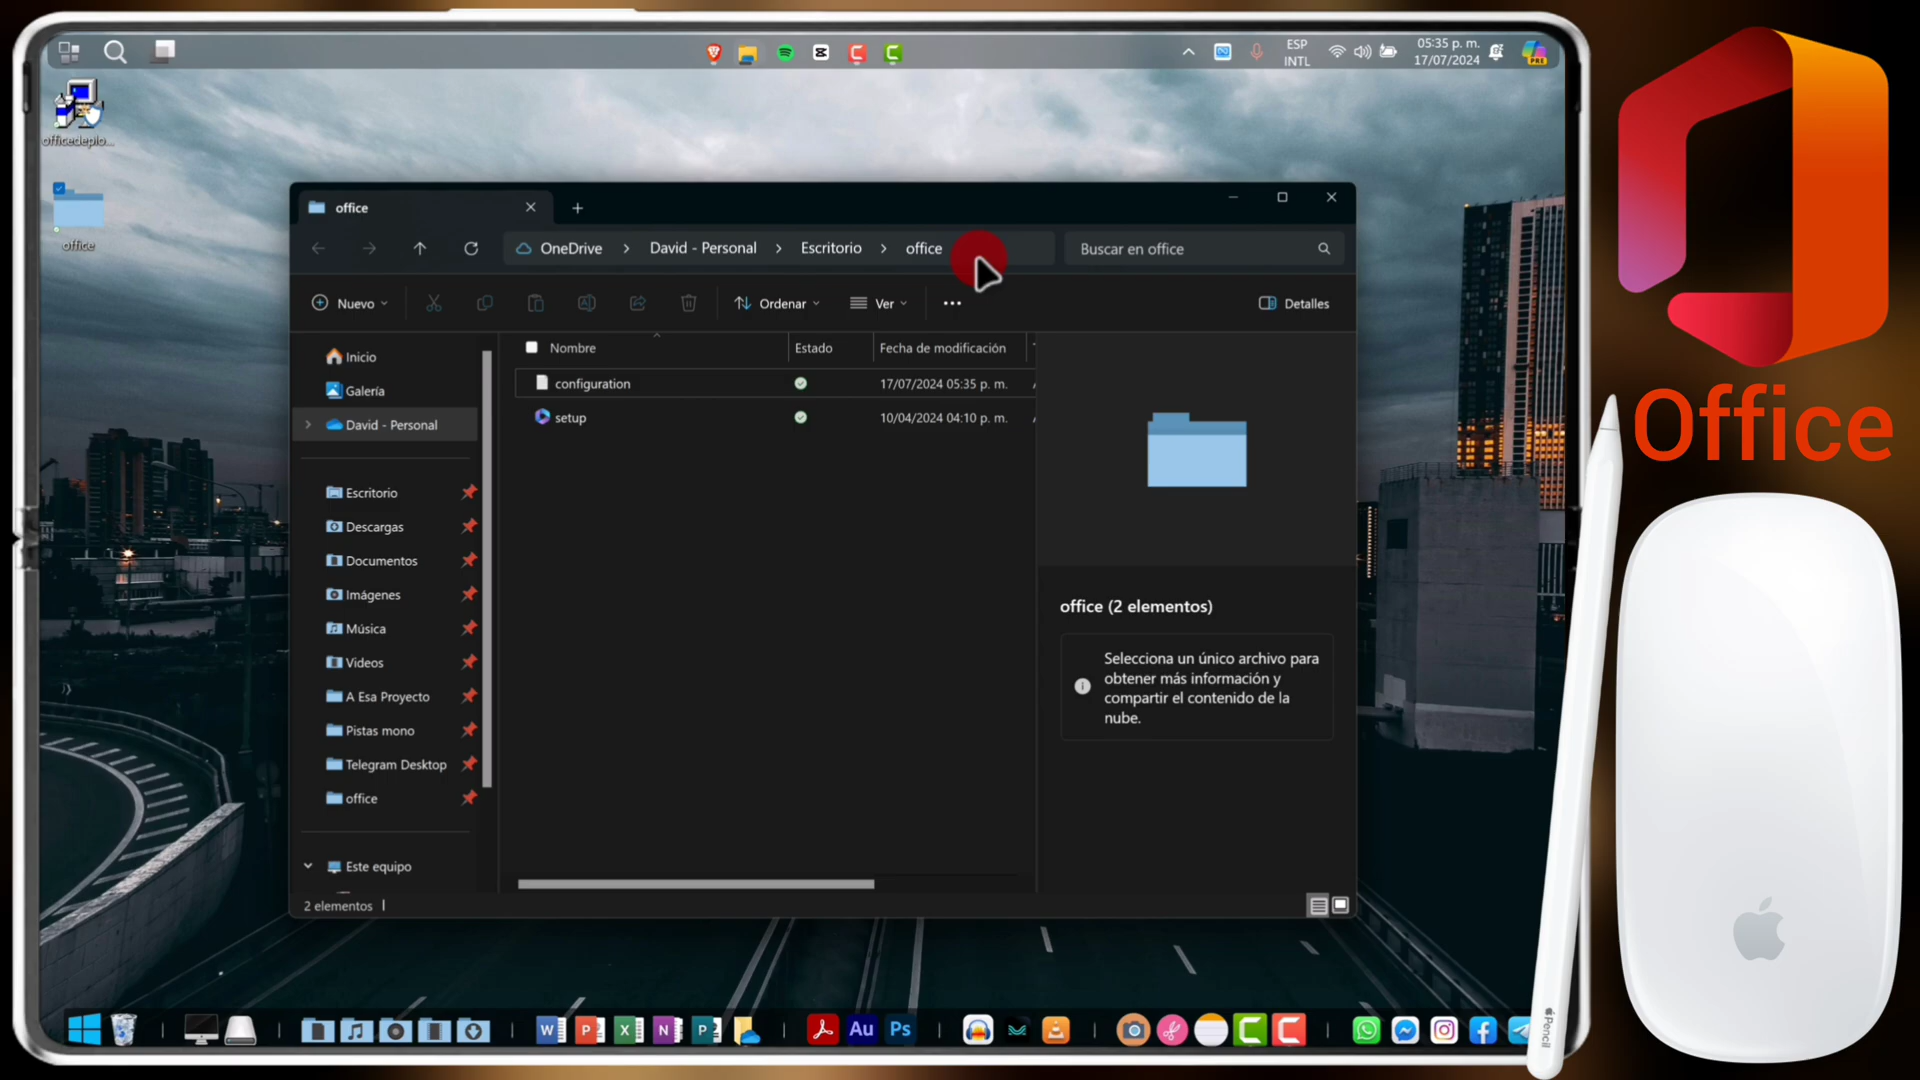 ESP
INTL
05:35 p. m.
17/07/2024
PRE
officedeplo...
office
office
OneDrive > David - Personal > Escritorio > office
Buscar en office
Nuevo
Ordenar
Ver
Detalles
Nombre
Estado
Fecha de modificación
configuration
17/07/2024 05:35 p. m.
setup
10/04/2024 04:10 p. m.
Inicio
Galería
David - Personal
Escritorio
Descargas
Documentos
Imágenes
Música
Videos
A Esa Proyecto
Pistas mono
Telegram Desktop
office
Este equipo
2 elementos
office (2 elementos)
Selecciona un único archivo para
obtener más información y
compartir el contenido de la
nube.
Office
W
P
X
N
P
Au
Ps
Pencil